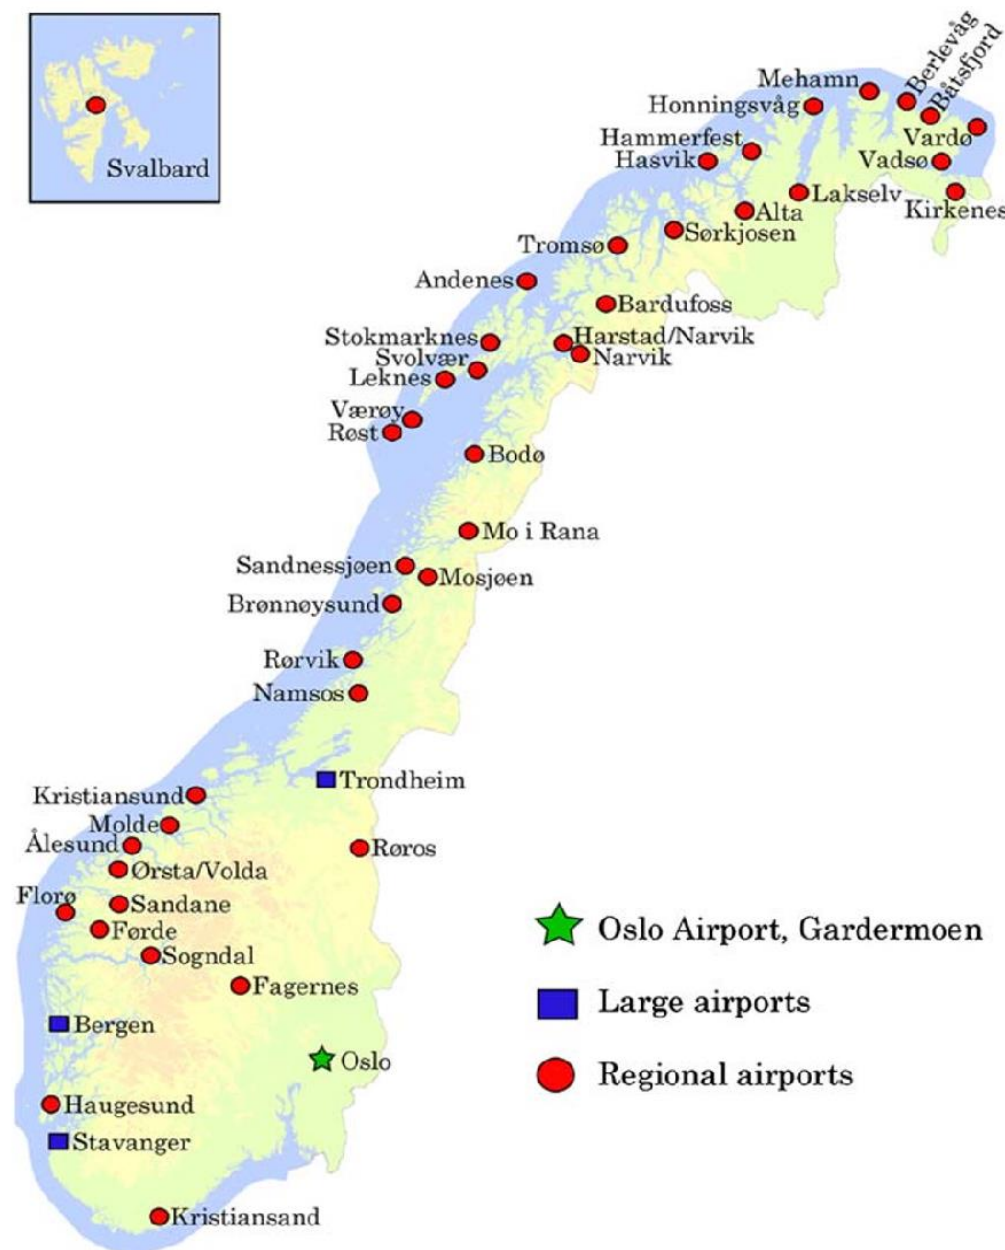 Svalbard
Berlevåg
Båtsfjord
Mehamn
Honningsvåg
Vardø
Hammerfest
Hasvik
Vadsø
Lakselv
Kirkenes
Alta
Sørkjosen
Tromsø
Andenes
Bardufoss
Stokmarknes
Harstad/Narvik
Svolvær
Narvik
Leknes
Værøy
Røst
Bodø
Mo i Rana
Sandnessjøen
Mosjøen
Brønnøysund
Rørvik
Namsos
Trondheim
Kristiansund
Molde
Ålesund
Røros
Ørsta/Volda
Florø
Sandane
Førde
Sogndal
Fagernes
Bergen
Oslo
Haugesund
Stavanger
Kristiansand
Oslo Airport, Gardermoen
Large airports
Regional airports